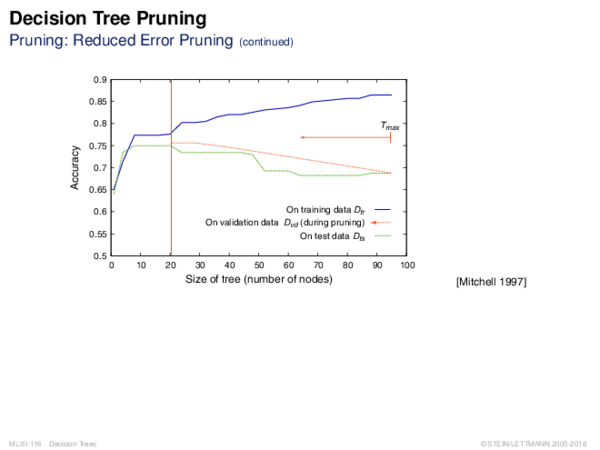 Decision Tree Pruning
Pruning: Reduced Error Pruning (continued)
0.9
0.85
0.8
0.75
0.7
0.65
0.6
0.55
0.5
Accuracy
Tmax
On training data Dtr
On validation data Dvd (during pruning)
On test data Dts
0 10 20 30 40 50 60 70 80 90 100
Size of tree (number of nodes)
[Mitchell 1997]
ML:III-116 Decision Trees
© STEIN/LETTMANN 2005-2018